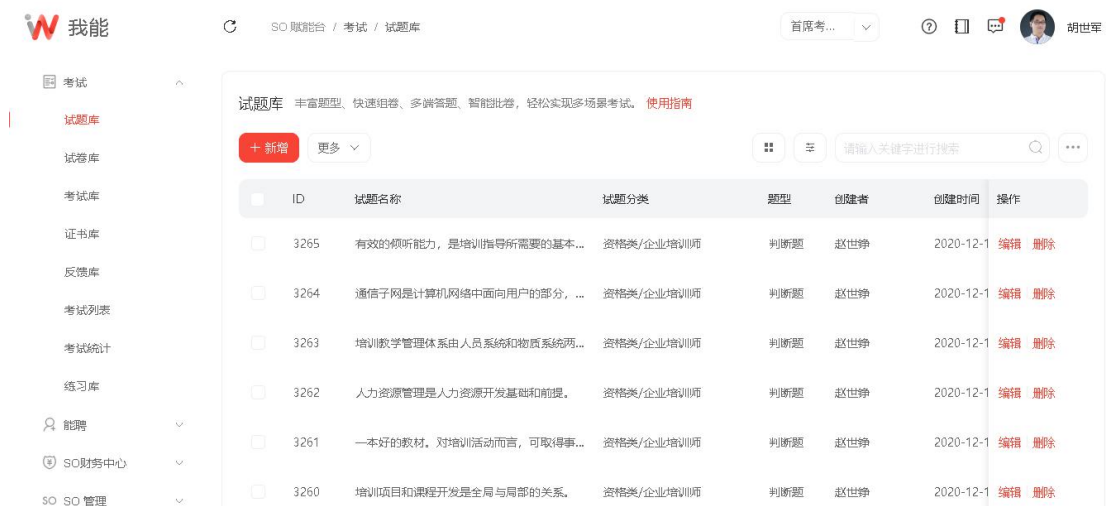 我能
SO 赋能台 / 考试 / 试题库
首席考...
胡世军
考试
试题库
试卷库
考试库
证书库
反馈库
考试列表
考试统计
练习库
能聘
SO财务中心
SO SO 管理
试题库 丰富题型、快速组卷、多端答题、智能批卷，轻松实现多场景考试。 使用指南
+ 新增 更多 请输入关键字进行搜索
ID 试题名称 试题分类 题型 创建者 创建时间 操作
3265 有效的倾听能力，是培训指导所需要的基本... 资格类/企业培训师 判断题 赵世铮 2020-12-1 编辑 删除
3264 通信子网是计算机网络中面向用户的部分，... 资格类/企业培训师 判断题 赵世铮 2020-12-1 编辑 删除
3263 培训教学管理体系由人员系统和物质系统两... 资格类/企业培训师 判断题 赵世铮 2020-12-1 编辑 删除
3262 人力资源管理是人力资源开发基础和前提。 资格类/企业培训师 判断题 赵世铮 2020-12-1 编辑 删除
3261 一本好的教材。对培训活动而言，可取得事... 资格类/企业培训师 判断题 赵世铮 2020-12-1 编辑 删除
3260 培训项目和课程开发是全局与局部的关系。 资格类/企业培训师 判断题 赵世铮 2020-12-1 编辑 删除